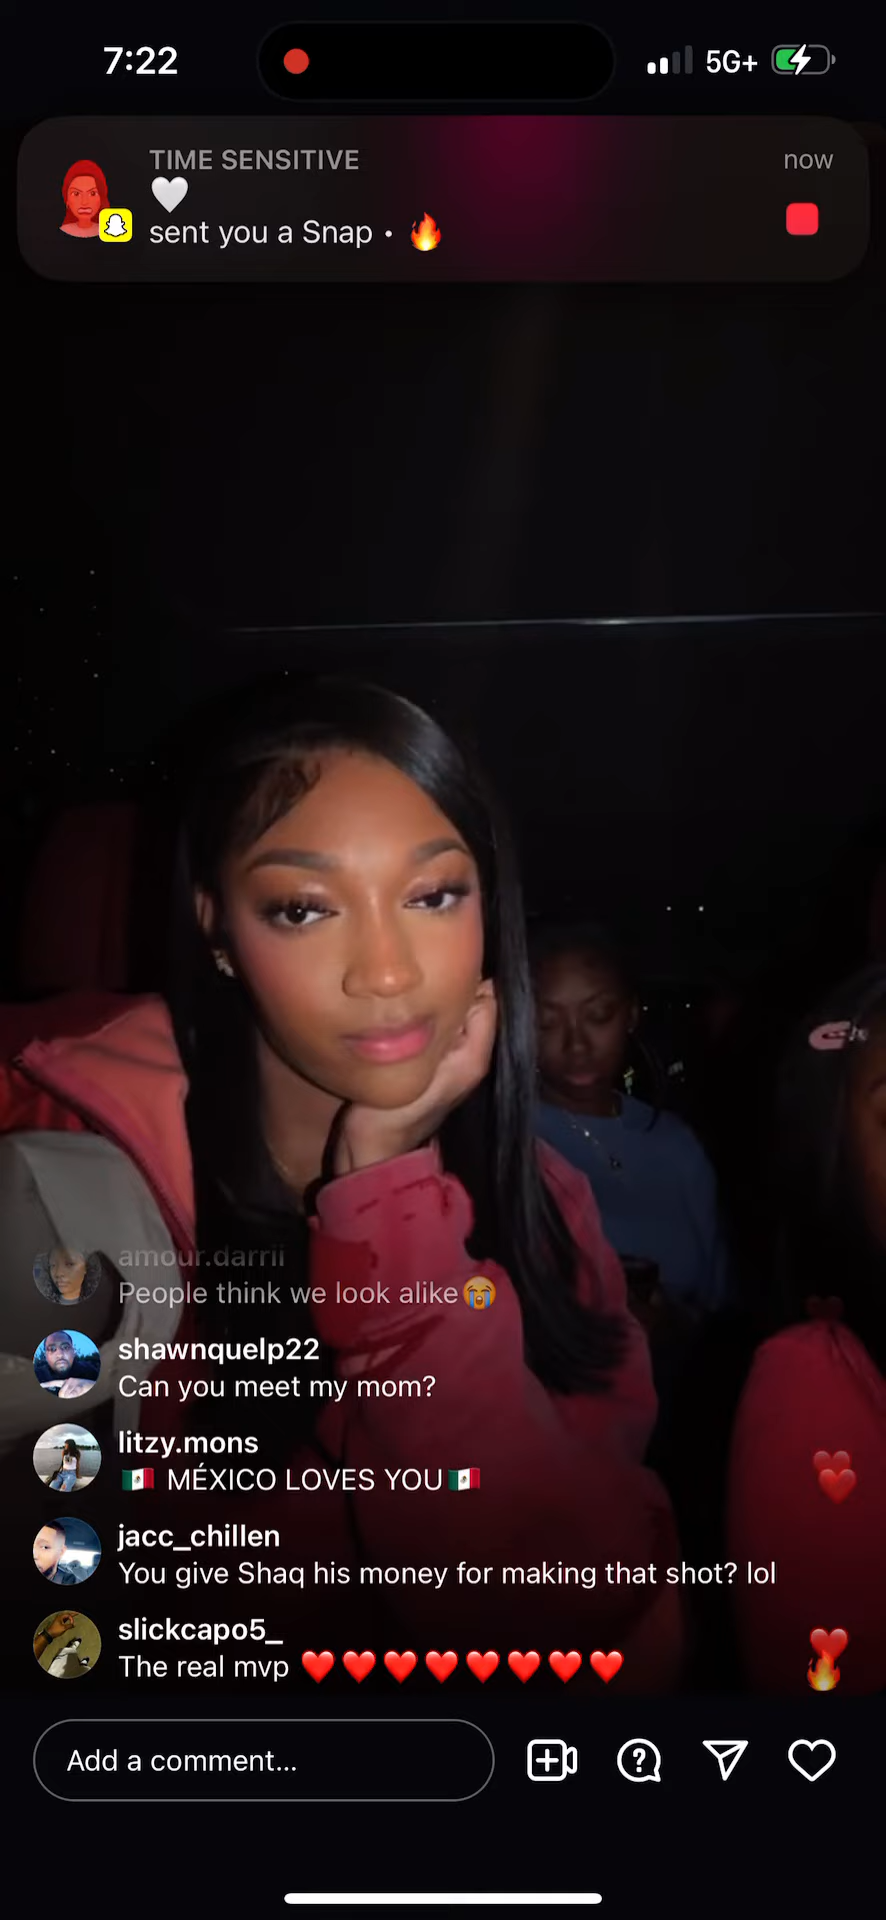 7:22
5G+
TIME SENSITIVE
now
🤍
sent you a Snap • 🔥
amour.darrii
People think we look alike😭
shawnquelp22
Can you meet my mom?
litzy.mons
🇲🇽 MÉXICO LOVES YOU🇲🇽
jacc_chillen
You give Shaq his money for making that shot? lol
slickcapo5_
The real mvp ❤️❤️❤️❤️❤️❤️❤️❤️
Add a comment...